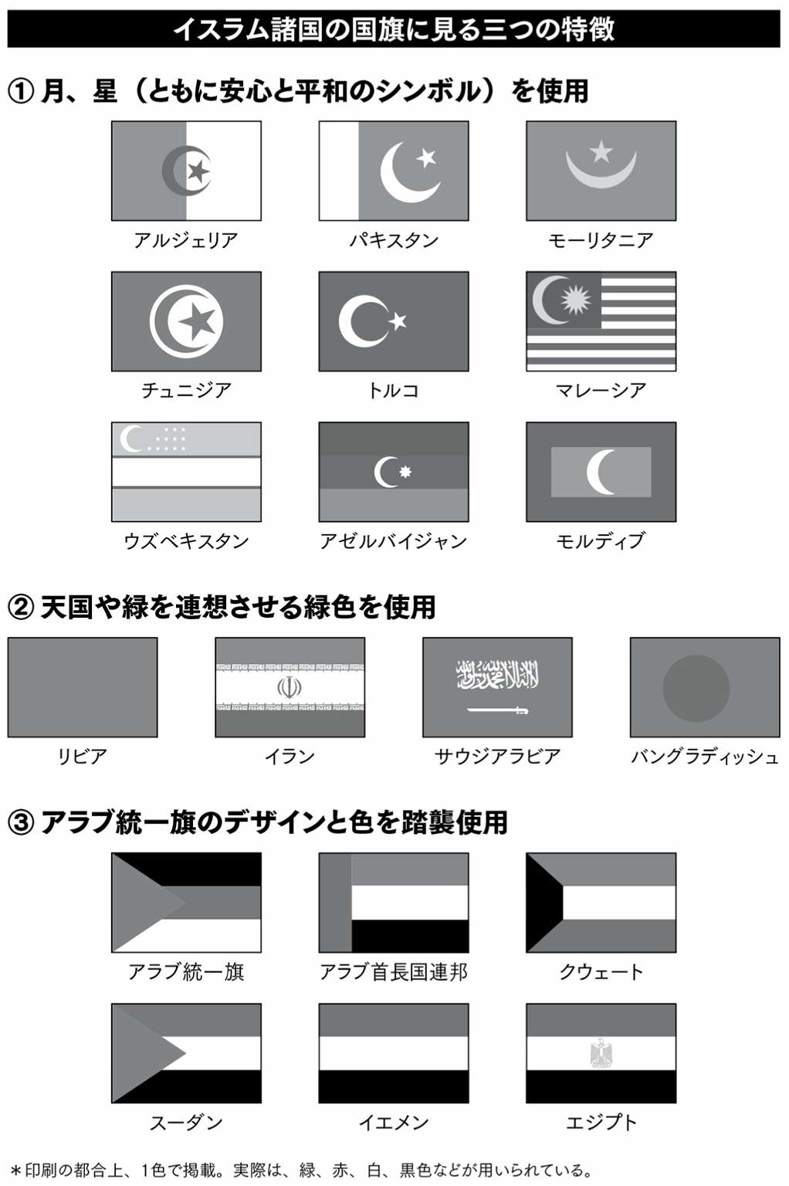 イスラム諸国の国旗に見る三つの特徴
① 月、星（ともに安心と平和のシンボル）を使用
アルジェリア パキスタン モーリタニア
チュニジア トルコ マレーシア
ウズベキスタン アゼルバイジャン モルディブ
② 天国や緑を連想させる緑色を使用
リビア イラン サウジアラビア バングラディッシュ
③ アラブ統一旗のデザインと色を踏襲使用
アラブ統一旗 アラブ首長国連邦 クウェート
スーダン イエメン エジプト
＊印刷の都合上、1色で掲載。実際は、緑、赤、白、黒色などが用いられている。